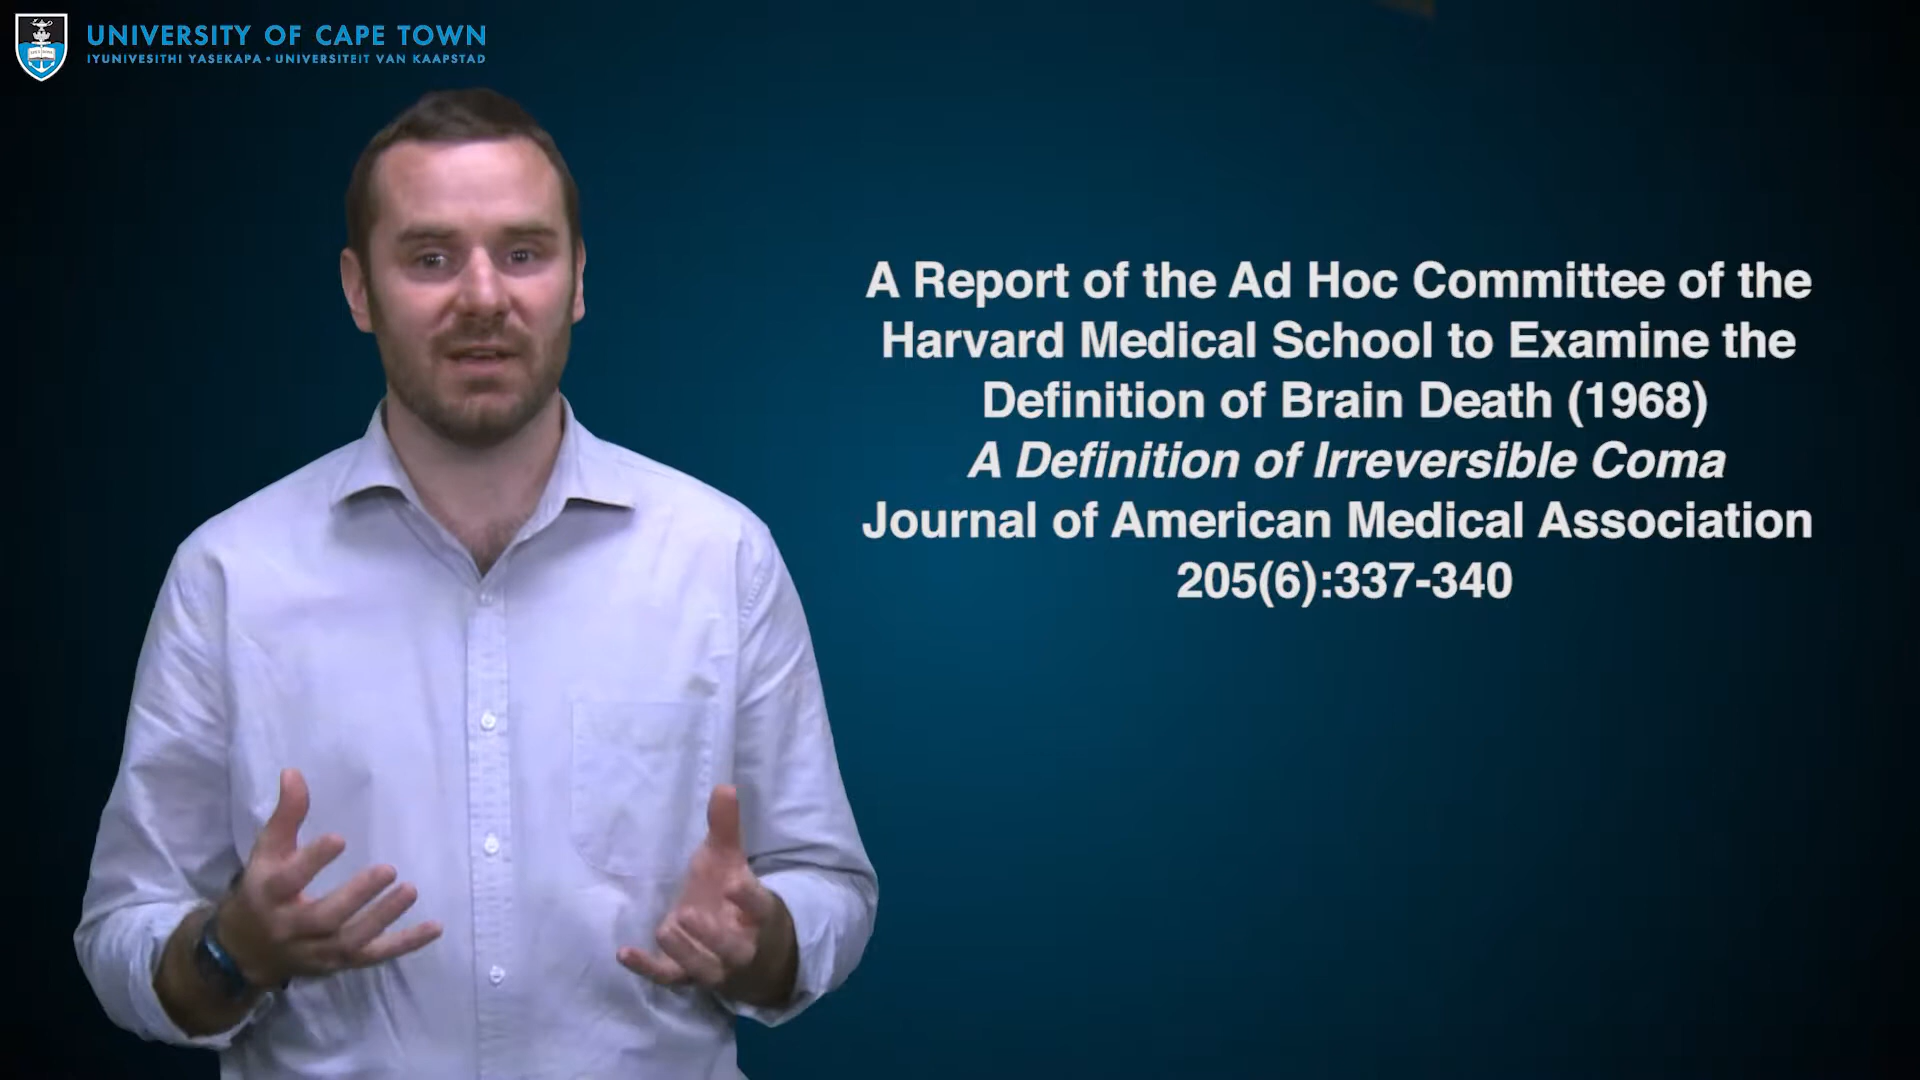 UNIVERSITY OF CAPE TOWN
IYUNIVESITHI YASEKAPA • UNIVERSITEIT VAN KAAPSTAD
A Report of the Ad Hoc Committee of the
Harvard Medical School to Examine the
Definition of Brain Death (1968)
A Definition of Irreversible Coma
Journal of American Medical Association
205(6):337-340